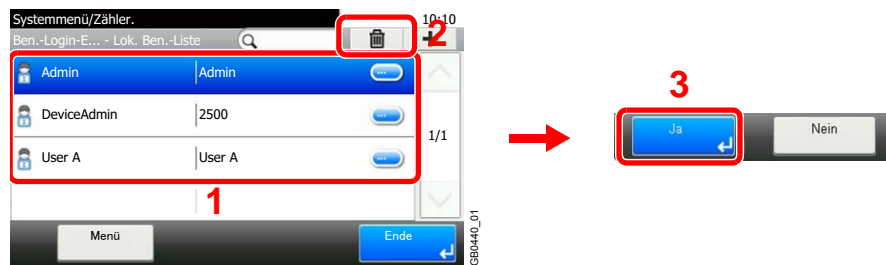 Systemmenü/Zähler. 10:10
Ben.-Login-E... - Lok. Ben.-Liste
2
Admin Admin
DeviceAdmin 2500
1/1
User A User A
1
Menü Ende
GB0440_01
3
Ja Nein